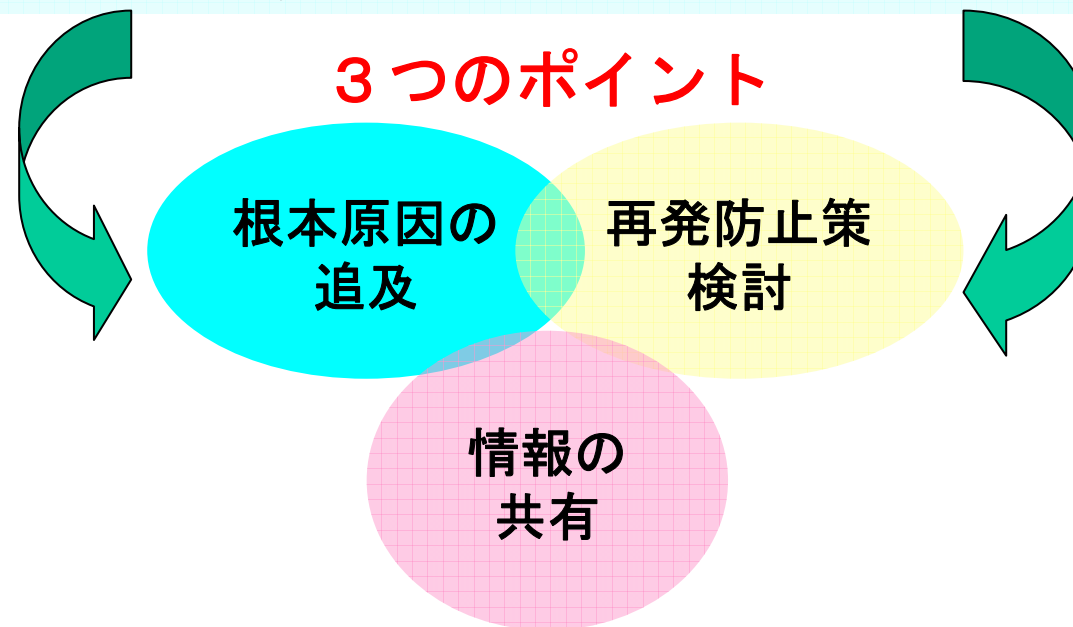 ３つのポイント
根本原因の
追及
再発防止策
検討
情報の
共有